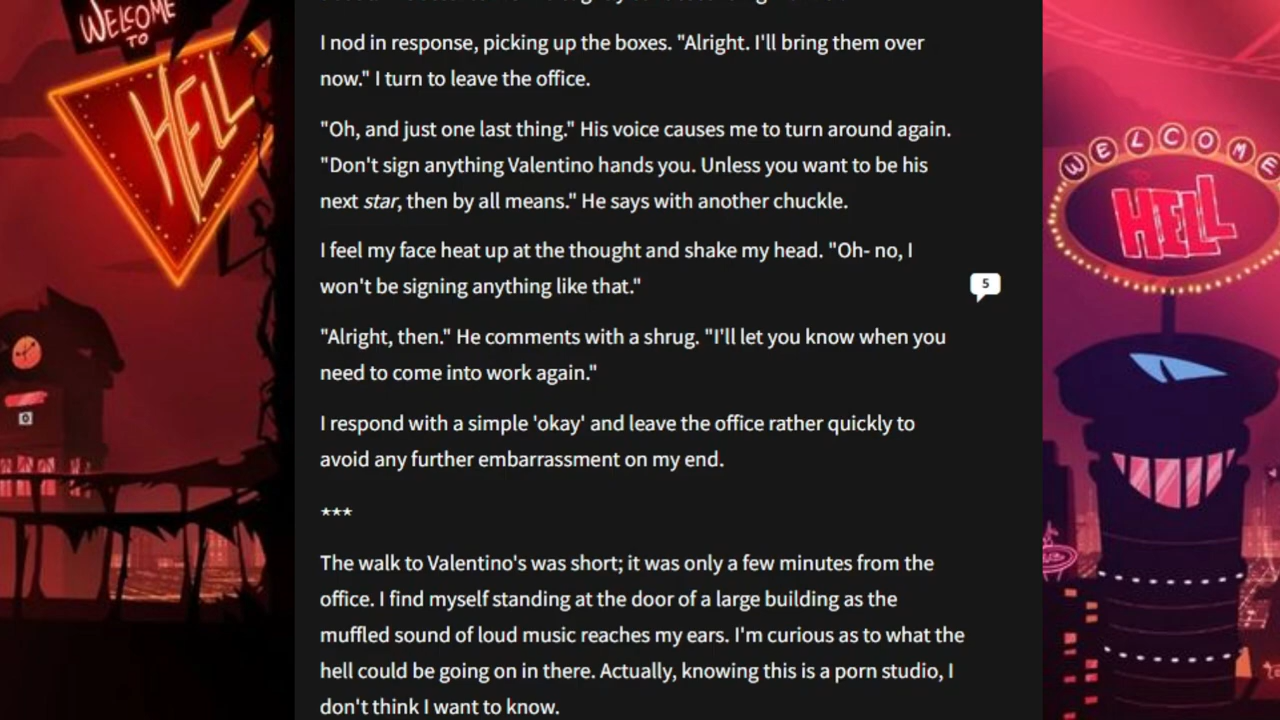 WELCOME
TO
HELL
I nod in response, picking up the boxes. "Alright. I'll bring them over
now." I turn to leave the office.
"Oh, and just one last thing." His voice causes me to turn around again.
"Don't sign anything Valentino hands you. Unless you want to be his
next star, then by all means." He says with another chuckle.
I feel my face heat up at the thought and shake my head. "Oh- no, I
won't be signing anything like that."
5
"Alright, then." He comments with a shrug. "I'll let you know when you
need to come into work again."
I respond with a simple 'okay' and leave the office rather quickly to
avoid any further embarrassment on my end.
***
The walk to Valentino's was short; it was only a few minutes from the
office. I find myself standing at the door of a large building as the
muffled sound of loud music reaches my ears. I'm curious as to what the
hell could be going on in there. Actually, knowing this is a porn studio, I
don't think I want to know.
WELCOME
HELL